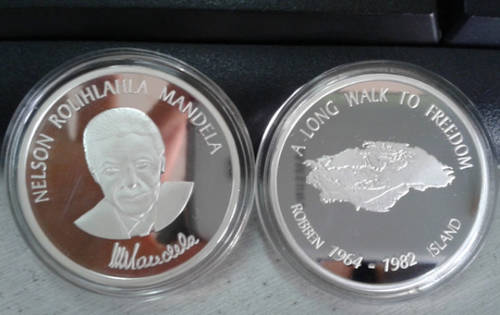 NELSON ROLIHLAHLA MANDELA
NMandela
A LONG WALK TO FREEDOM
ROBBEN ISLAND
1964 - 1982